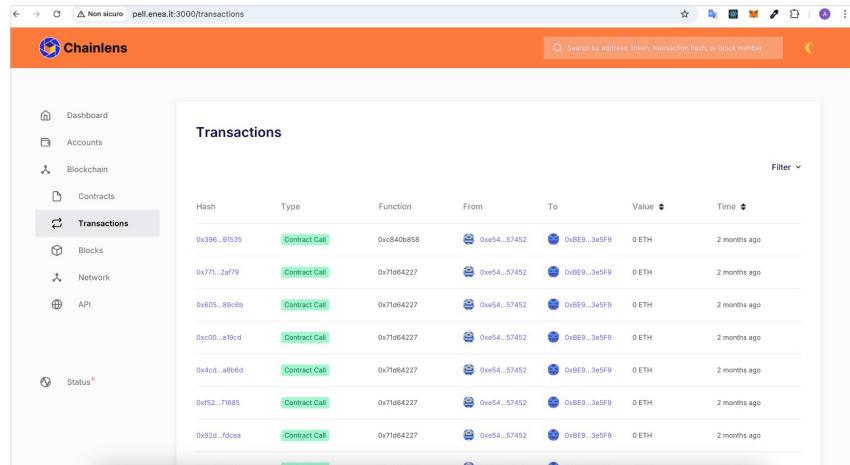 Non sicuro pell.enea.it:3000/transactions
A
Chainlens
Search by address, token, transaction hash, or block number
Dashboard
Accounts
Blockchain
Contracts
Transactions
Blocks
Network
API
Status*
Transactions
Filter
Hash Type Function From To Value Time
0x396...91535 Contract Call 0xc840b858 0xe54...57452 0xBE9...3e5F9 0 ETH 2 months ago
0x771...2af79 Contract Call 0x71d64227 0xe54...57452 0xBE9...3e5F9 0 ETH 2 months ago
0x605...89c6b Contract Call 0x71d64227 0xe54...57452 0xBE9...3e5F9 0 ETH 2 months ago
0xc00...a19cd Contract Call 0x71d64227 0xe54...57452 0xBE9...3e5F9 0 ETH 2 months ago
0x4cd...a8b6d Contract Call 0x71d64227 0xe54...57452 0xBE9...3e5F9 0 ETH 2 months ago
0xf52...71685 Contract Call 0x71d64227 0xe54...57452 0xBE9...3e5F9 0 ETH 2 months ago
0x92d...fdcea Contract Call 0x71d64227 0xe54...57452 0xBE9...3e5F9 0 ETH 2 months ago